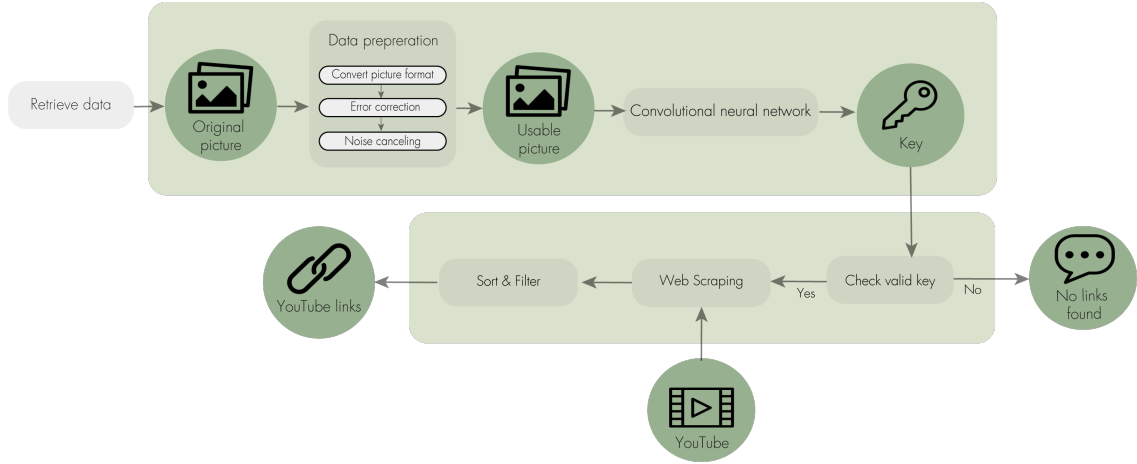 Retrieve data
Original
picture
Data prepreration
Convert picture format
Error correction
Noise canceling
Usable
picture
Convolutional neural network
Key
YouTube links
Sort & Filter
Web Scraping
Yes
Check valid key
No
No links
found
YouTube